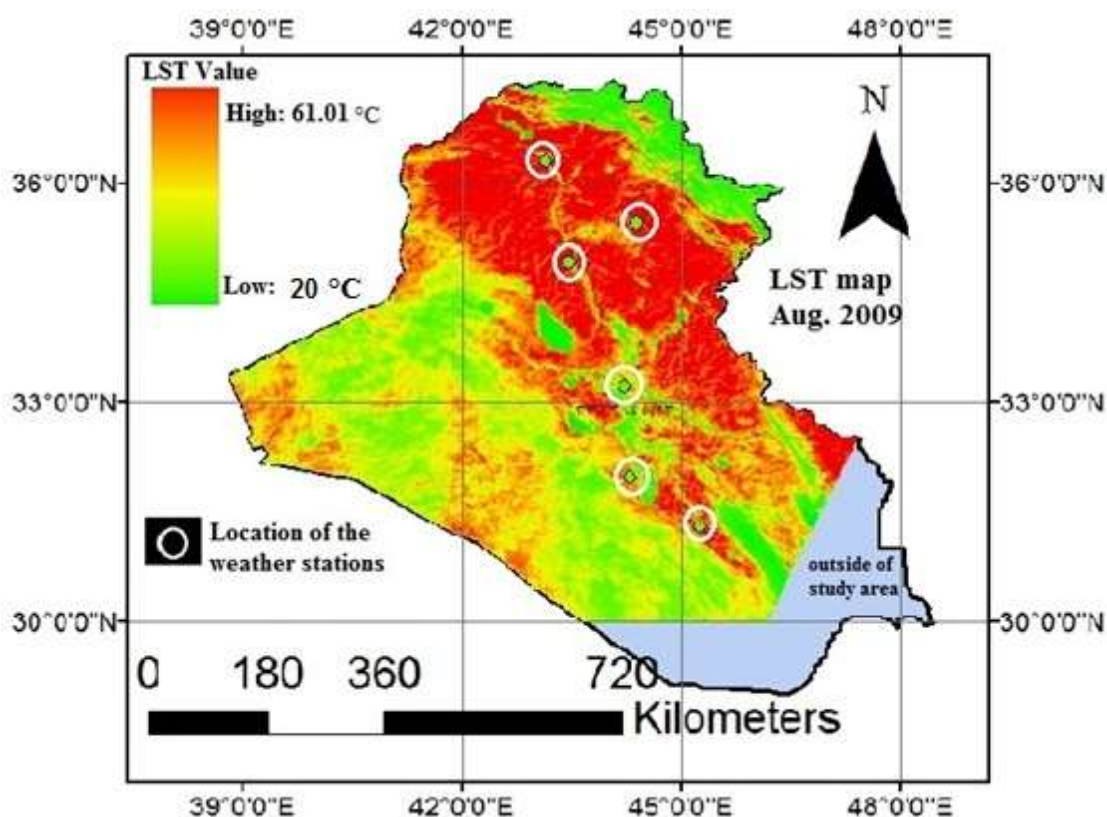 39°0'0"E 42°0'0"E 45°0'0"E 48°0'0"E
LST Value
High: 61.01 °C
N
36°0'0"N 36°0'0"N
Low: 20 °C
LST map
Aug. 2009
33°0'0"N 33°0'0"N
Location of the
weather stations
outside of
study area
30°0'0"N 30°0'0"N
0 180 360 720
Kilometers
39°0'0"E 42°0'0"E 45°0'0"E 48°0'0"E